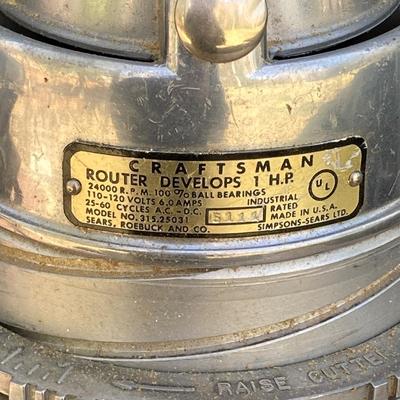 CRAFTSMAN
ROUTER DEVELOPS 1 H.P.
24000 R.P.M. 100 % BALL BEARINGS
110-120 VOLTS 6.0 AMPS INDUSTRIAL
25-60 CYCLES A.C. - D.C. RATED
MODEL NO. 315.25031 MADE IN U.S.A.
SEARS, ROEBUCK AND CO. SIMPSONS-SEARS LTD.
UL
RAISE CUTTER